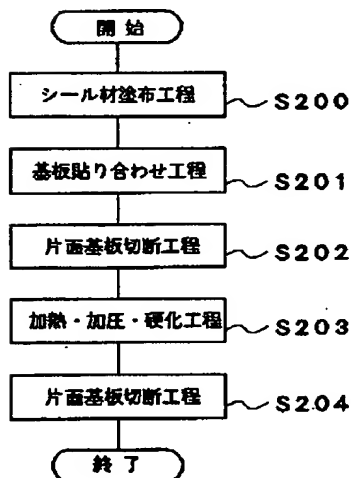 開始
シール材塗布工程
S200
基板貼り合わせ工程
S201
片面基板切断工程
S202
加熱・加圧・硬化工程
S203
片面基板切断工程
S204
終了